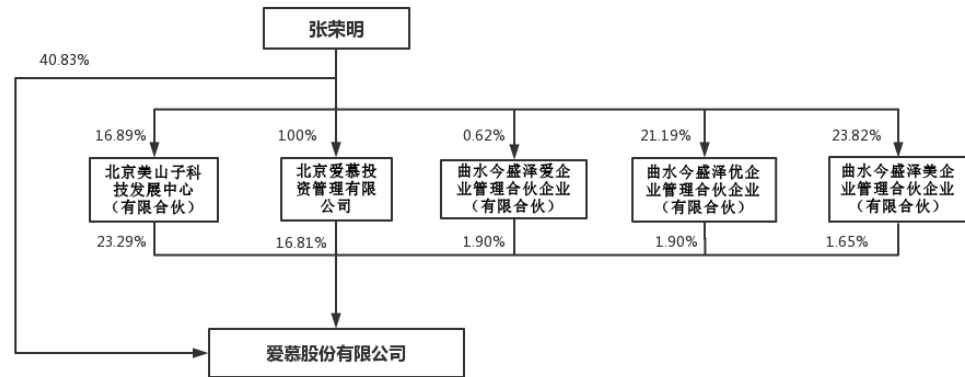 张荣明
40.83%
16.89%
100%
0.62%
21.19%
23.82%
北京美山子科
技发展中心
（有限合伙）
北京爱慕投
资管理有限
公司
曲水今盛泽爱企
业管理合伙企业
（有限合伙）
曲水今盛泽优企
业管理合伙企业
（有限合伙）
曲水今盛泽美企
业管理合伙企业
（有限合伙）
23.29%
16.81%
1.90%
1.90%
1.65%
爱慕股份有限公司